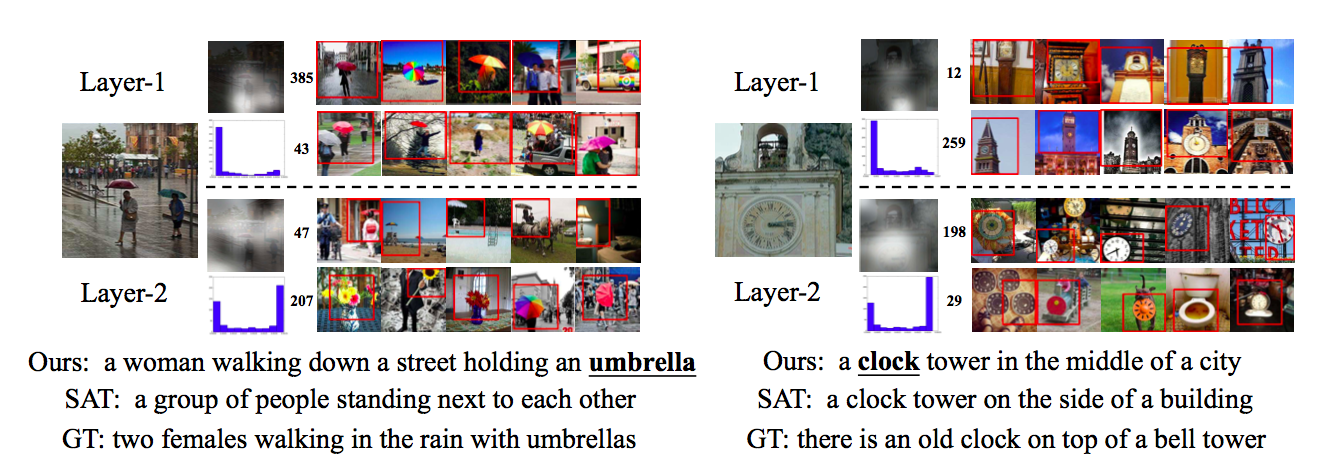 Layer-1
385
43
47
Layer-2
207
Ours: a woman walking down a street holding an umbrella
SAT: a group of people standing next to each other
GT: two females walking in the rain with umbrellas
Layer-1
12
259
198
Layer-2
29
Ours: a clock tower in the middle of a city
SAT: a clock tower on the side of a building
GT: there is an old clock on top of a bell tower